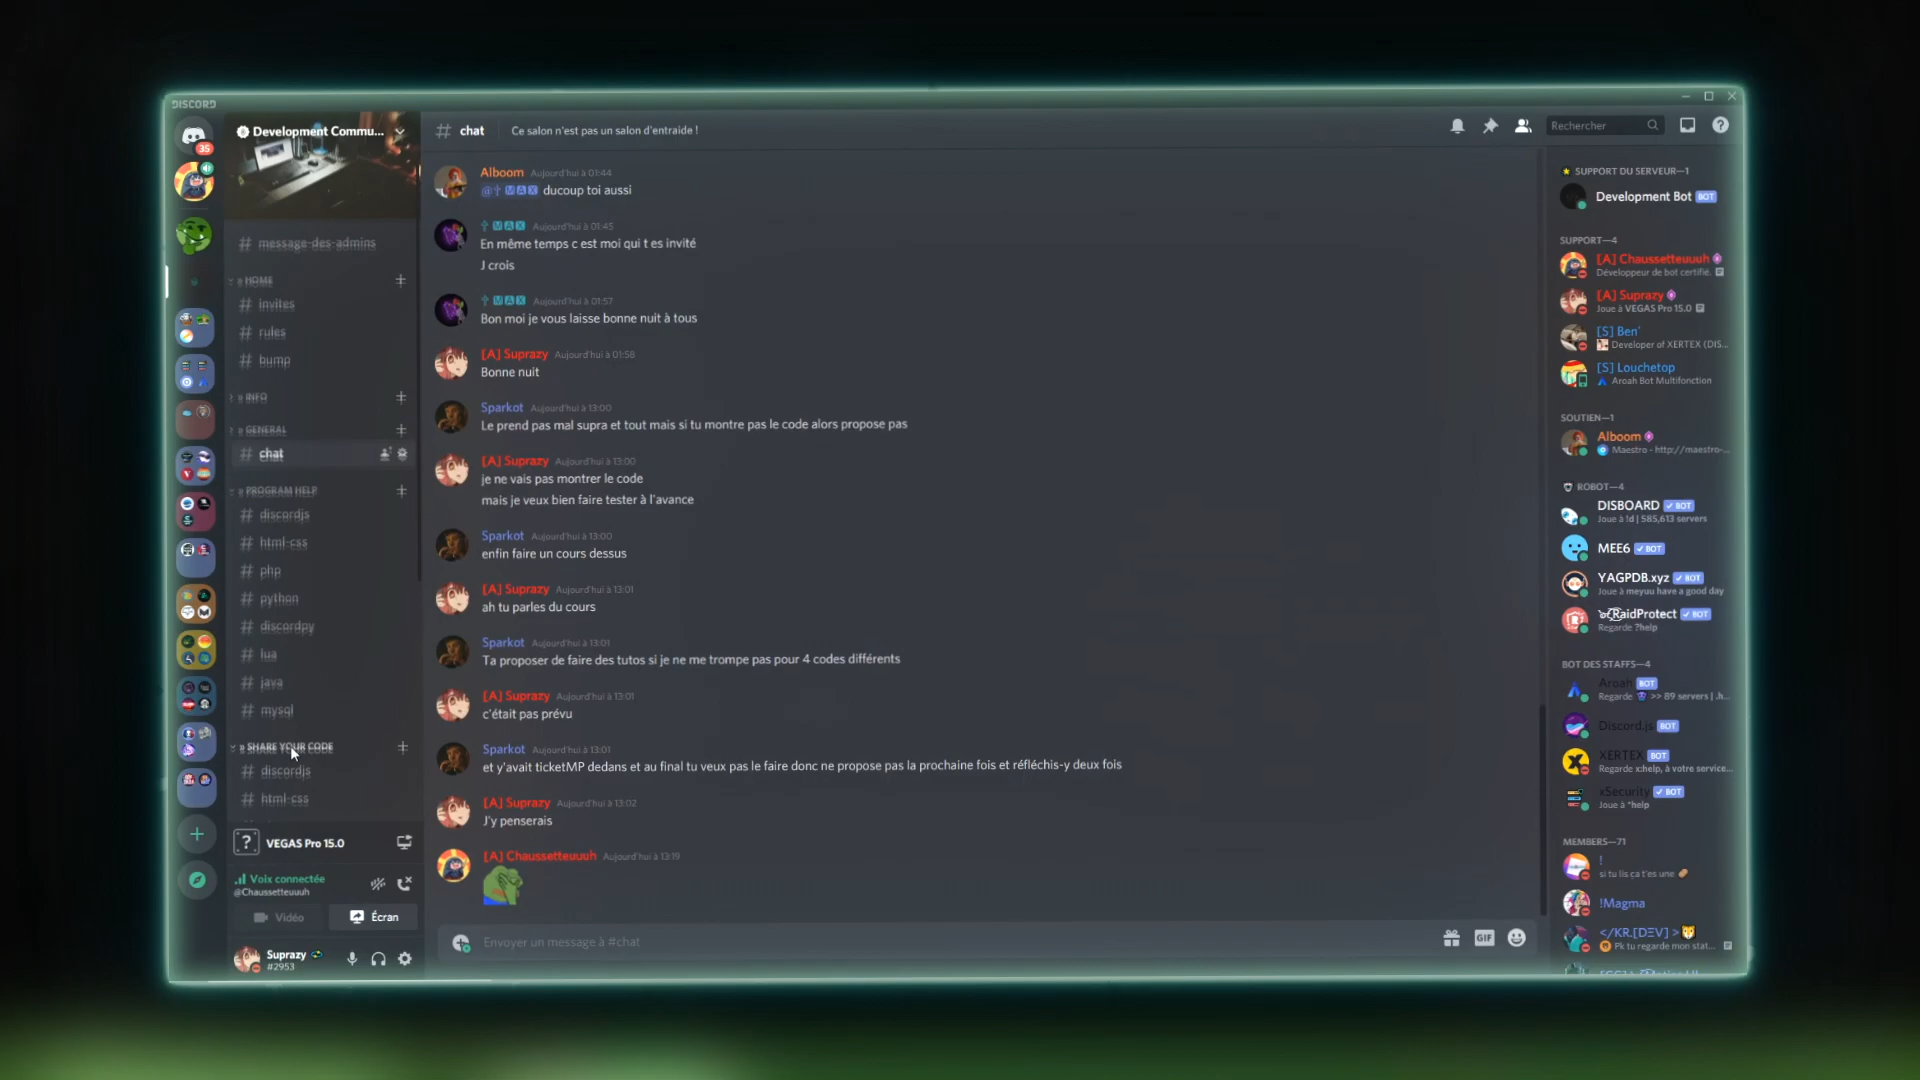 DISCORD
35
Development Commu...
# message-des-admins
HOME
# invites
# rules
# bump
INFO
GENERAL
# chat
PROGRAM HELP
# discordjs
# html-css
# php
# python
# discordpy
# lua
# java
# mysql
SHARE YOUR CODE
# discordjs
# html-css
? VEGAS Pro 15.0
Voix connectée
@Chaussetteuuuh
Vidéo
Écran
Suprazy
#2953
# chat
Ce salon n'est pas un salon d'entraide !
Rechercher
Alboom Aujourd'hui à 01:44
@† MAX ducoup toi aussi
† MAX Aujourd'hui à 01:45
En même temps c est moi qui t es invité
J crois
† MAX Aujourd'hui à 01:57
Bon moi je vous laisse bonne nuit à tous
[A] Suprazy Aujourd'hui à 01:58
Bonne nuit
Sparkot Aujourd'hui à 13:00
Le prend pas mal supra et tout mais si tu montre pas le code alors propose pas
[A] Suprazy Aujourd'hui à 13:00
je ne vais pas montrer le code
mais je veux bien faire tester à l'avance
Sparkot Aujourd'hui à 13:00
enfin faire un cours dessus
[A] Suprazy Aujourd'hui à 13:01
ah tu parles du cours
Sparkot Aujourd'hui à 13:01
Ta proposer de faire des tutos si je ne me trompe pas pour 4 codes différents
[A] Suprazy Aujourd'hui à 13:01
c'était pas prévu
Sparkot Aujourd'hui à 13:01
et y'avait ticketMP dedans et au final tu veux pas le faire donc ne propose pas la prochaine fois et réfléchis-y deux fois
[A] Suprazy Aujourd'hui à 13:02
J'y penserais
[A] Chaussetteuuuh Aujourd'hui à 13:19
Envoyer un message à #chat
GIF
SUPPORT DU SERVEUR—1
Development Bot BOT
SUPPORT—4
[A] Chaussetteuuuh
Développeur de bot certifié.
[A] Suprazy
Joue à VEGAS Pro 15.0
[S] Ben'
Developer of XERTEX (DIS...
[S] Louchetop
Aroah Bot Multifonction
SOUTIEN—1
Alboom
Maestro - http://maestro-...
ROBOT—4
DISBOARD BOT
Joue à !d | 585,613 servers
MEE6 BOT
YAGPDB.xyz BOT
Joue à meyuu have a good day
RaidProtect BOT
Regarde ?help
BOT DES STAFFS—4
Aroah BOT
Regarde >> 89 servers | .h...
Discord.js BOT
XERTEX BOT
Regarde x:help, à votre service...
xSecurity BOT
Joue à *help
MEMBERS—71
!
si tu lis ça t'es une
!Magma
</KR.[DΞV] >
Pk tu regarde mon stat...